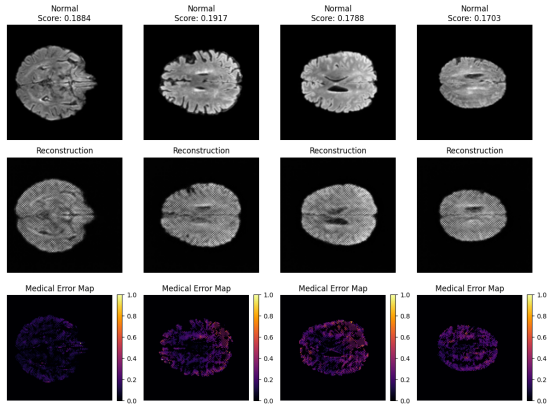 Normal
Score: 0.1884
Normal
Score: 0.1917
Normal
Score: 0.1788
Normal
Score: 0.1703
Reconstruction
Reconstruction
Reconstruction
Reconstruction
Medical Error Map
1.0
0.8
0.6
0.4
0.2
0.0
Medical Error Map
1.0
0.8
0.6
0.4
0.2
0.0
Medical Error Map
1.0
0.8
0.6
0.4
0.2
0.0
Medical Error Map
1.0
0.8
0.6
0.4
0.2
0.0